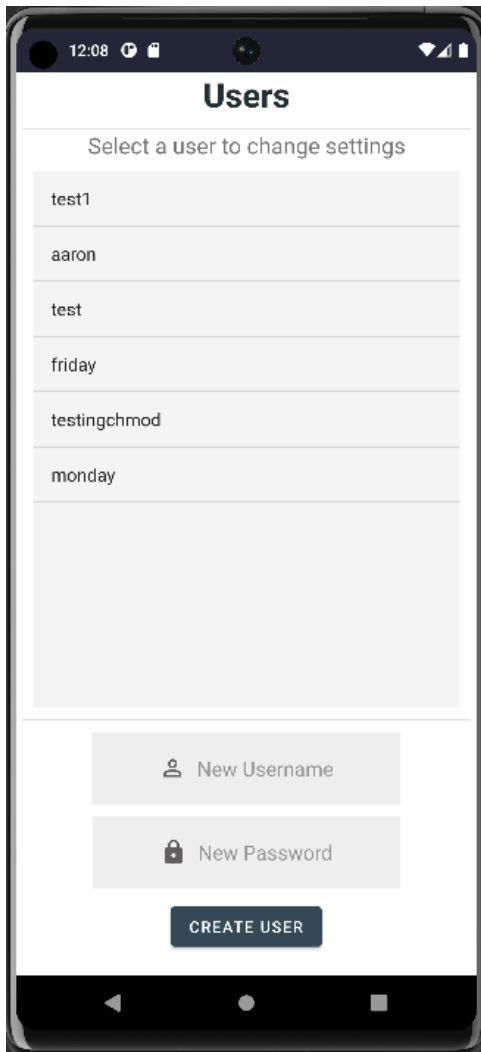 12:08
Users
Select a user to change settings
test1
aaron
test
friday
testingchmod
monday
New Username
New Password
CREATE USER